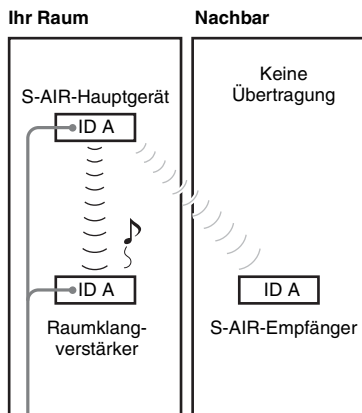 Ihr Raum
Nachbar
S-AIR-Hauptgerät
ID A
ID A
Raumklang-
verstärker
Keine
Übertragung
ID A
S-AIR-Empfänger